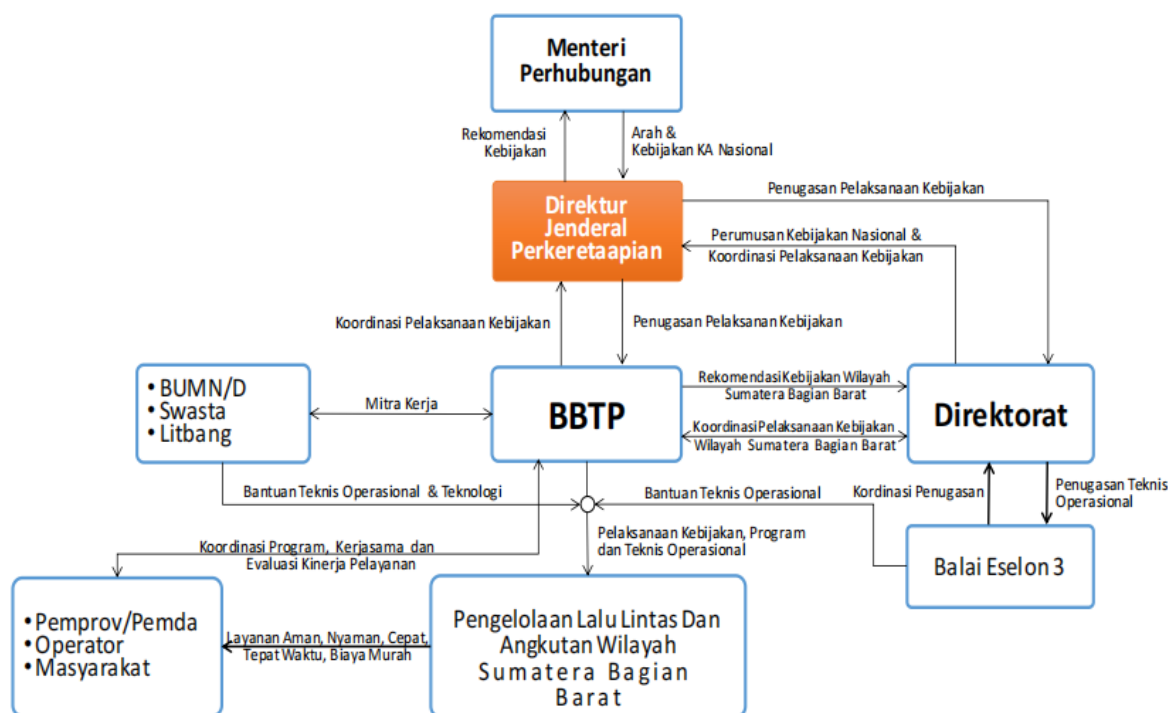 Menteri
Perhubungan
Rekomendasi
Kebijakan
Arah &
Kebijakan KA Nasional
Direktur
Jenderal
Perkeretaapian
Penugasan Pelaksanaan Kebijakan
Perumusan Kebijakan Nasional &
Koordinasi Pelaksanaan Kebijakan
Koordinasi Pelaksanaan Kebijakan
Penugasan Pelaksanan Kebijakan
• BUMN/D
• Swasta
• Litbang
Mitra Kerja
BBTP
Rekomendasi Kebijakan Wilayah
Sumatera Bagian Barat
Koordinasi Pelaksanaan Kebijakan
Wilayah Sumatera Bagian Barat
Direktorat
Bantuan Teknis Operasional & Teknologi
Bantuan Teknis Operasional
Kordinasi Penugasan
Penugasan Teknis
Operasional
Koordinasi Program, Kerjasama dan
Evaluasi Kinerja Pelayanan
Pelaksanaan Kebijakan, Program
dan Teknis Operasional
Balai Eselon 3
• Pemprov/Pemda
• Operator
• Masyarakat
Layanan Aman, Nyaman, Cepat,
Tepat Waktu, Biaya Murah
Pengelolaan Lalu Lintas Dan
Angkutan Wilayah
Sumatera Bagian
Barat